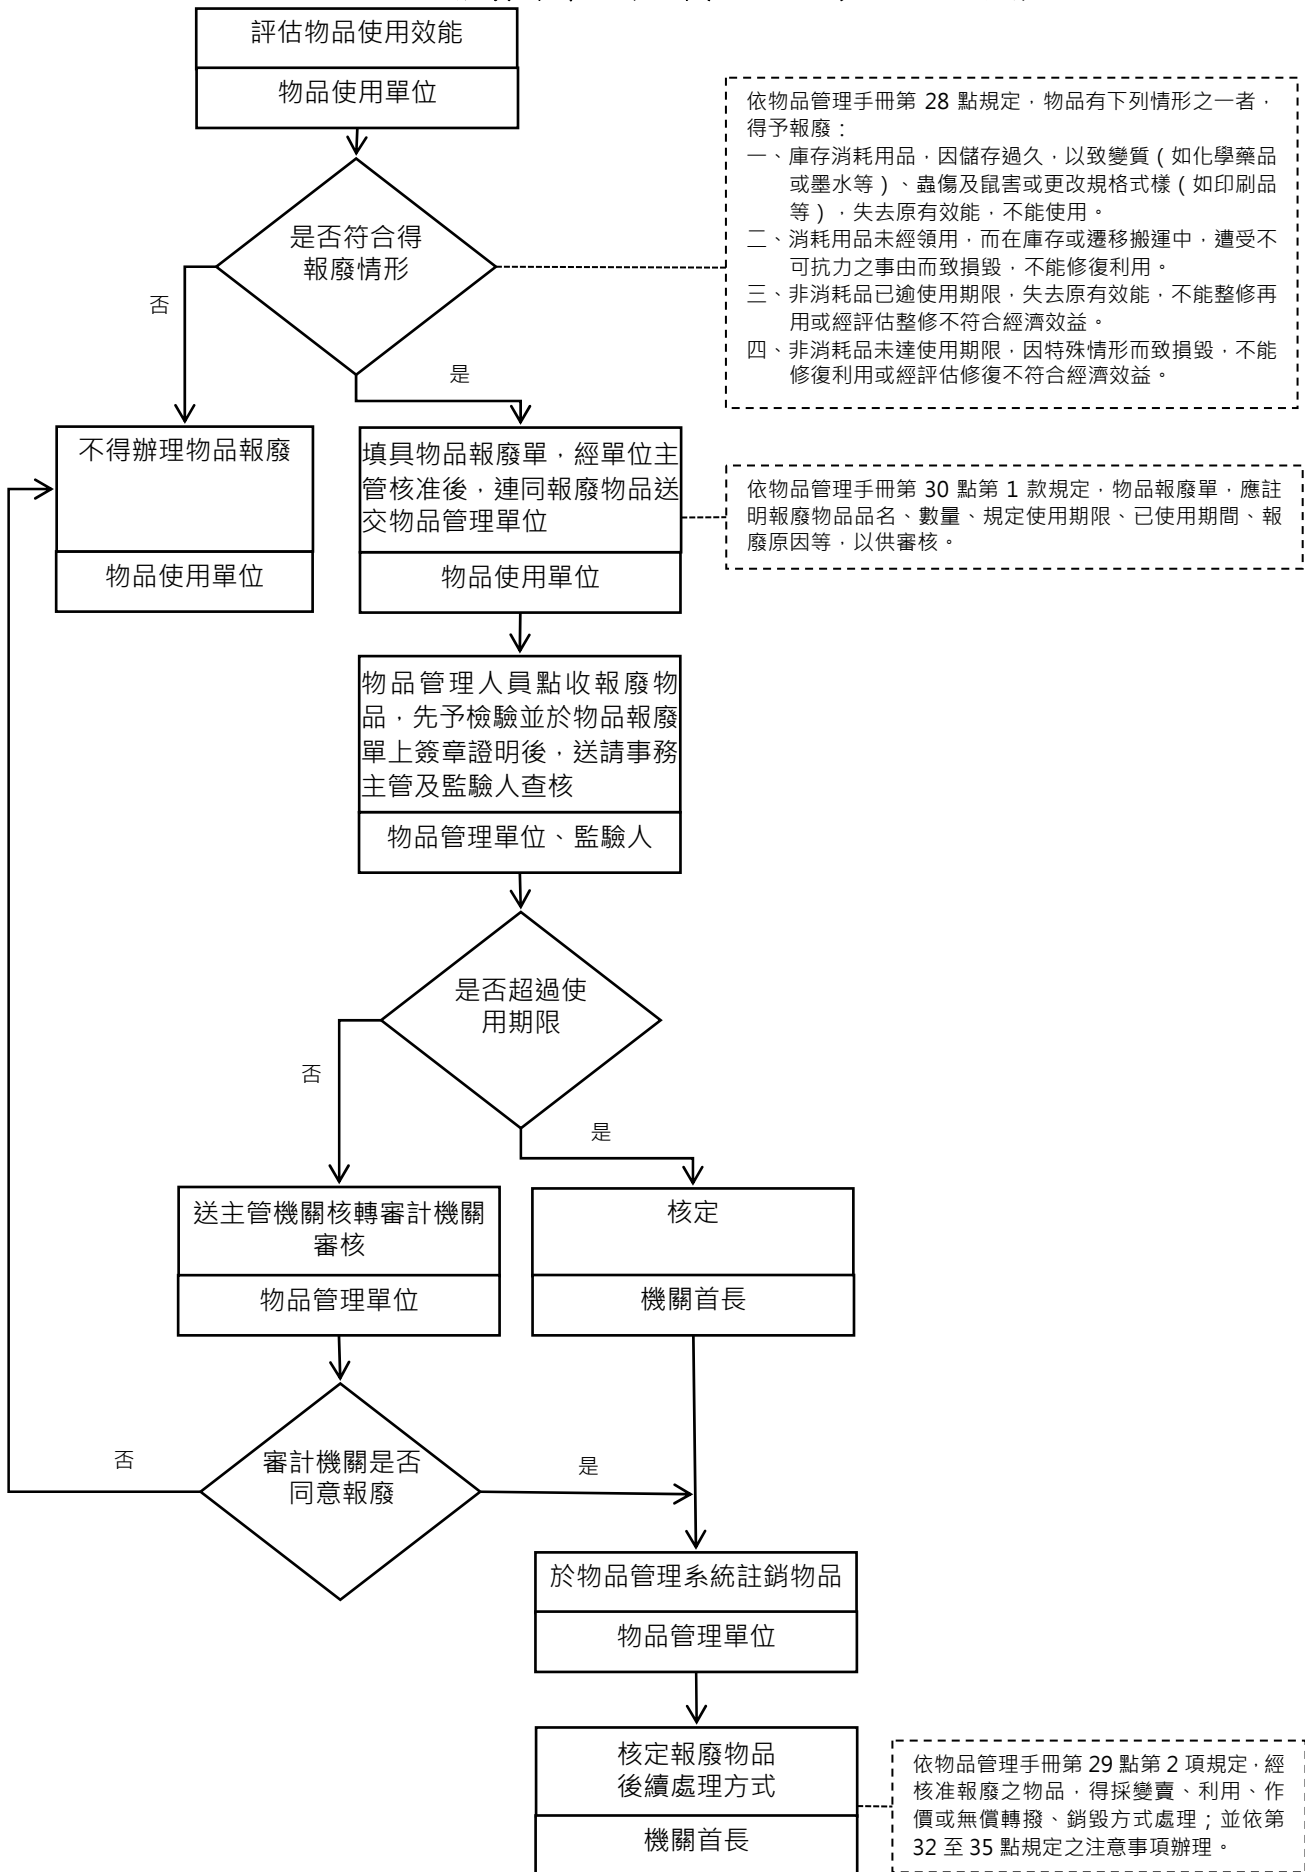 評估物品使用效能
物品使用單位
依物品管理手冊第 28 點規定，物品有下列情形之一者，
得予報廢：
一、庫存消耗用品，因儲存過久，以致變質（如化學藥品
或墨水等）、蟲傷及鼠害或更改規格式樣（如印刷品
等），失去原有效能，不能使用。
二、消耗用品未經領用，而在庫存或遷移搬運中，遭受不
可抗力之事由而致損毀，不能修復利用。
三、非消耗品已逾使用期限，失去原有效能，不能整修再
用或經評估整修不符合經濟效益。
四、非消耗品未達使用期限，因特殊情形而致損毀，不能
修復利用或經評估修復不符合經濟效益。
是否符合得
報廢情形
否
是
不得辦理物品報廢
物品使用單位
填具物品報廢單，經單位主
管核准後，連同報廢物品送
交物品管理單位
物品使用單位
依物品管理手冊第 30 點第 1 款規定，物品報廢單，應註
明報廢物品品名、數量、規定使用期限、已使用期間、報
廢原因等，以供審核。
物品管理人員點收報廢物
品，先予檢驗並於物品報廢
單上簽章證明後，送請事務
主管及監驗人查核
物品管理單位、監驗人
是否超過使
用期限
否
是
送主管機關核轉審計機關
審核
物品管理單位
核定
機關首長
審計機關是否
同意報廢
否
是
於物品管理系統註銷物品
物品管理單位
核定報廢物品
後續處理方式
機關首長
依物品管理手冊第 29 點第 2 項規定，經
核准報廢之物品，得採變賣、利用、作
價或無償轉撥、銷毀方式處理；並依第
32 至 35 點規定之注意事項辦理。